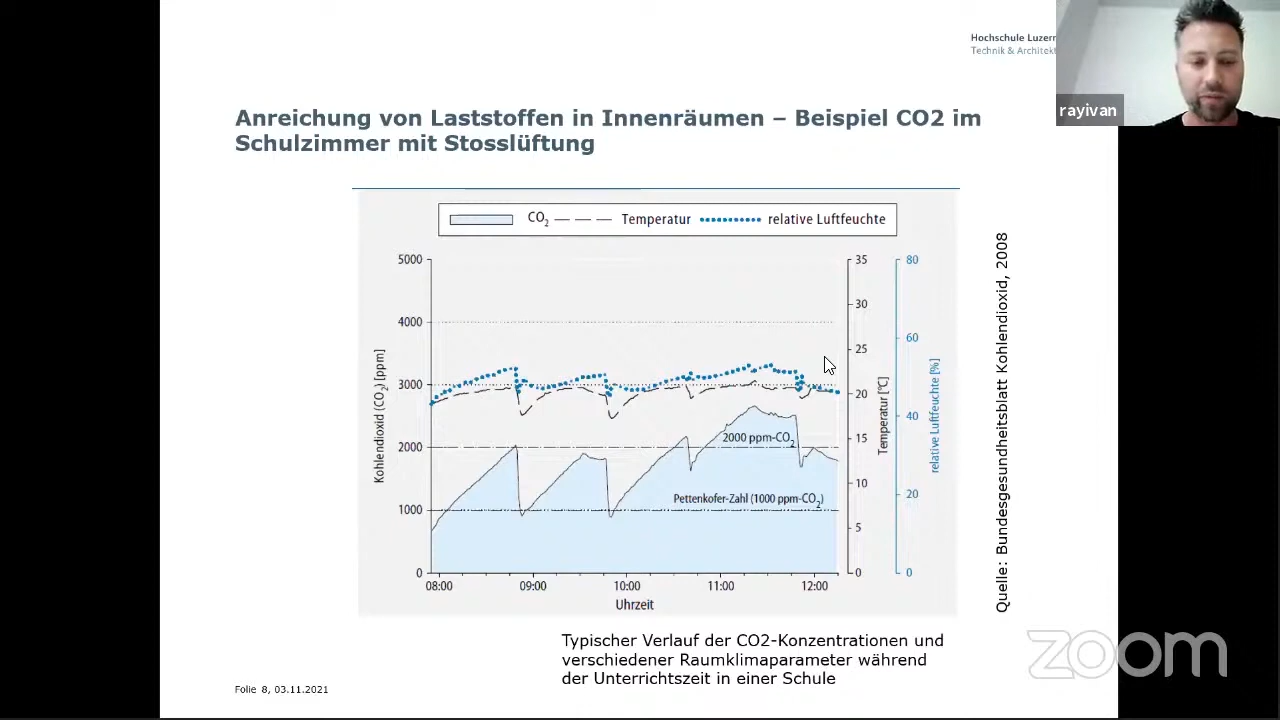 Hochschule Luzern
Technik & Architekt
rayivan
Anreichung von Laststoffen in Innenräumen – Beispiel CO2 im
Schulzimmer mit Stosslüftung
CO2
Temperatur
relative Luftfeuchte
5000
4000
3000
2000
1000
0
Kohlendioxid (CO2) [ppm]
2000 ppm-CO2
Pettenkofer-Zahl (1000 ppm-CO2)
35
30
25
20
15
10
5
0
Temperatur [°C]
80
60
40
20
0
relative Luftfeuchte [%]
08:00
09:00
10:00
11:00
12:00
Uhrzeit
Quelle: Bundesgesundheitsblatt Kohlendioxid, 2008
Typischer Verlauf der CO2-Konzentrationen und
verschiedener Raumklimaparameter während
der Unterrichtszeit in einer Schule
Folie 8, 03.11.2021
zoom